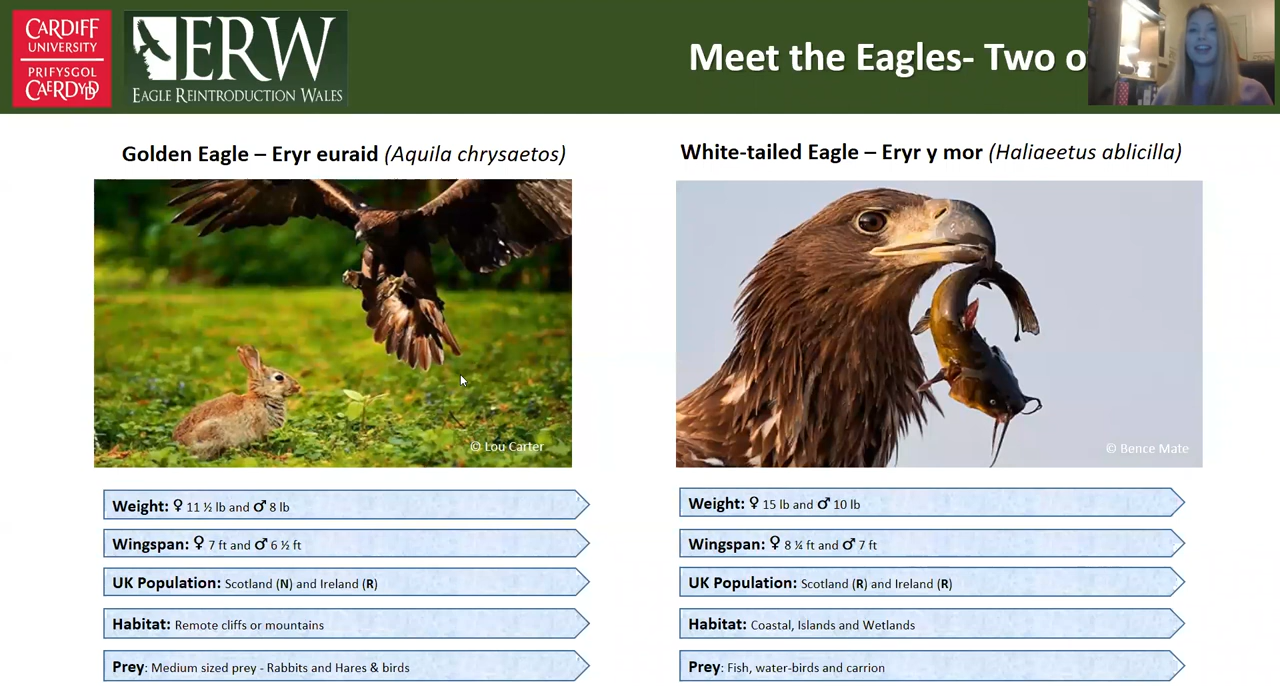 CARDIFF
UNIVERSITY
PRIFYSGOL
CAERDYDD
ERW
EAGLE REINTRODUCTION WALES
Meet the Eagles- Two o
Golden Eagle – Eryr euraid (Aquila chrysaetos)
© Lou Carter
Weight: ♀ 11 ½ lb and ♂ 8 lb
Wingspan: ♀ 7 ft and ♂ 6 ½ ft
UK Population: Scotland (N) and Ireland (R)
Habitat: Remote cliffs or mountains
Prey: Medium sized prey - Rabbits and Hares & birds
White-tailed Eagle – Eryr y mor (Haliaeetus ablicilla)
© Bence Mate
Weight: ♀ 15 lb and ♂ 10 lb
Wingspan: ♀ 8 ¼ ft and ♂ 7 ft
UK Population: Scotland (R) and Ireland (R)
Habitat: Coastal, Islands and Wetlands
Prey: Fish, water-birds and carrion